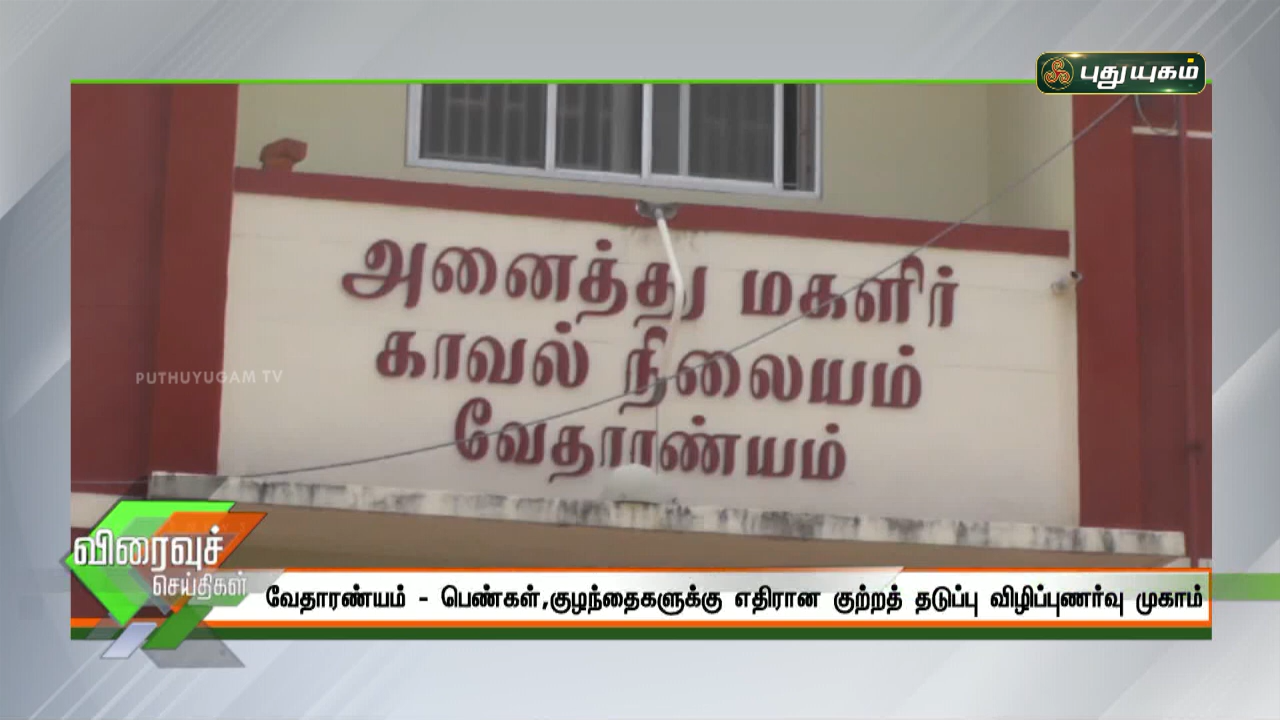 புதுயுகம்
அனைத்து மகளிர்
காவல் நிலையம்
வேதாரண்யம்
PUTHUYUGAM TV
விரைவுச்
செய்திகள்
வேதாரண்யம் - பெண்கள்,குழந்தைகளுக்கு எதிரான குற்றத் தடுப்பு விழிப்புணர்வு முகாம்